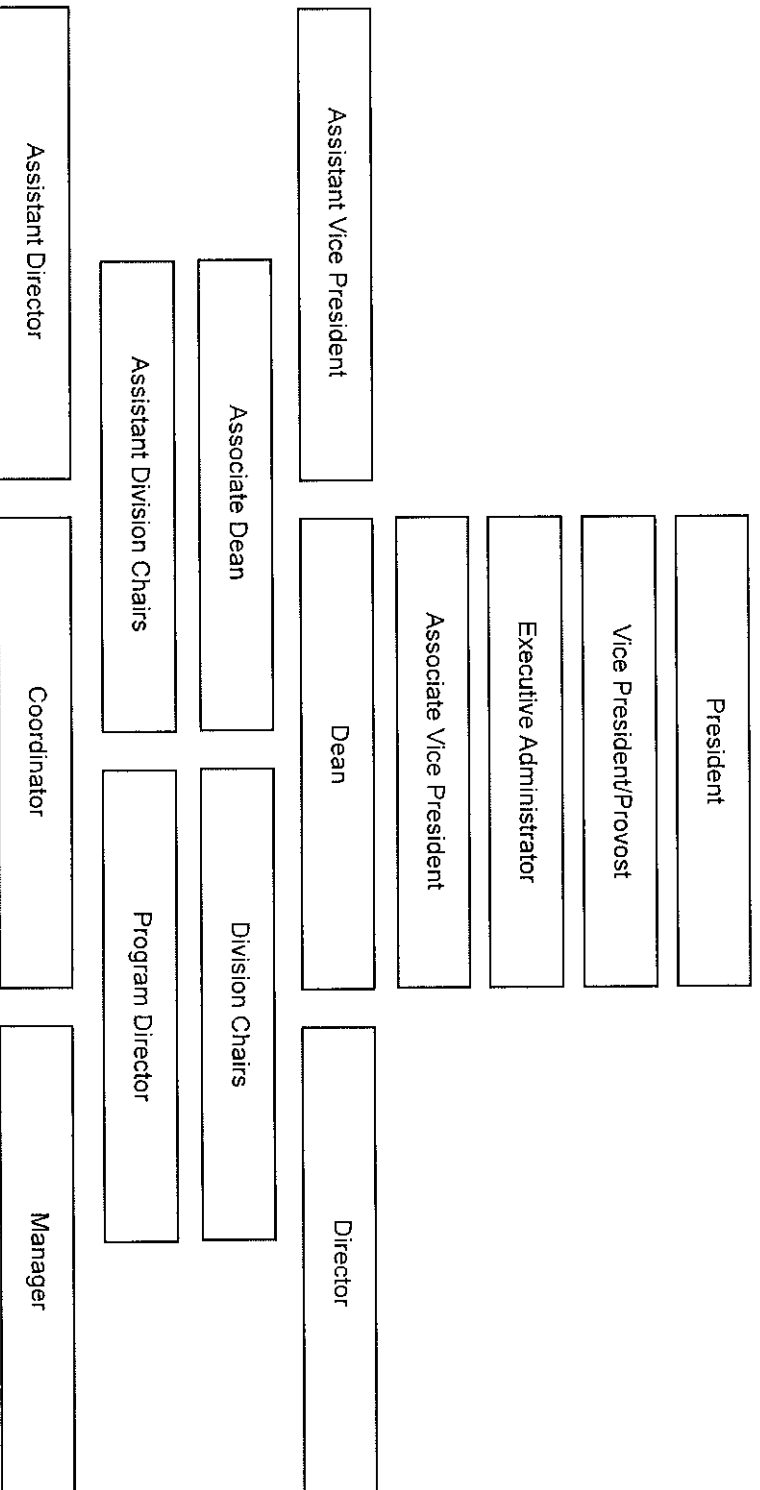 President
Vice President/Provost
Executive Administrator
Associate Vice President
Assistant Vice President
Dean
Director
Associate Dean
Division Chairs
Assistant Division Chairs
Program Director
Assistant Director
Coordinator
Manager